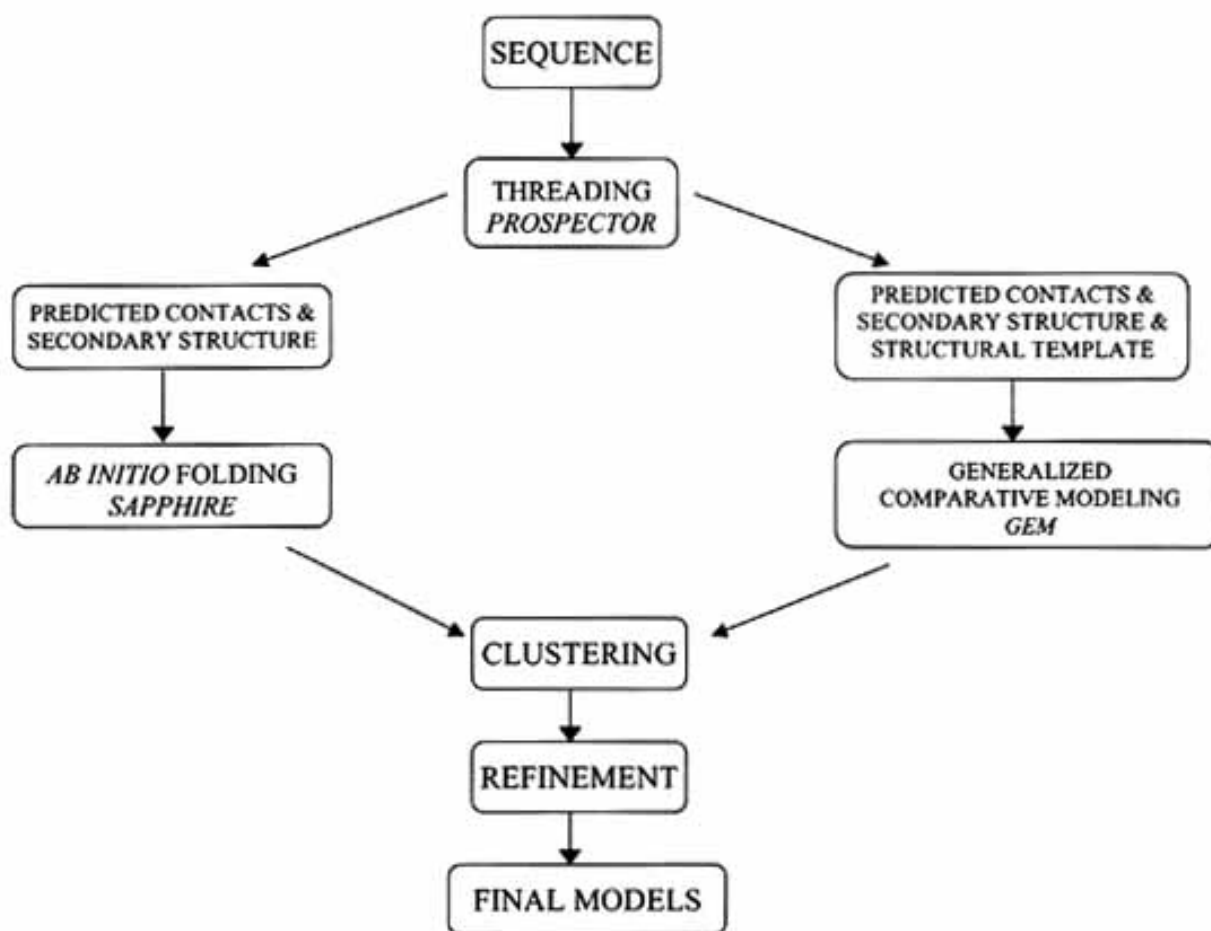 SEQUENCE
THREADING
PROSPECTOR
PREDICTED CONTACTS &
SECONDARY STRUCTURE
PREDICTED CONTACTS &
SECONDARY STRUCTURE &
STRUCTURAL TEMPLATE
AB INITIO FOLDING
SAPPHIRE
GENERALIZED
COMPARATIVE MODELING
GEM
CLUSTERING
REFINEMENT
FINAL MODELS